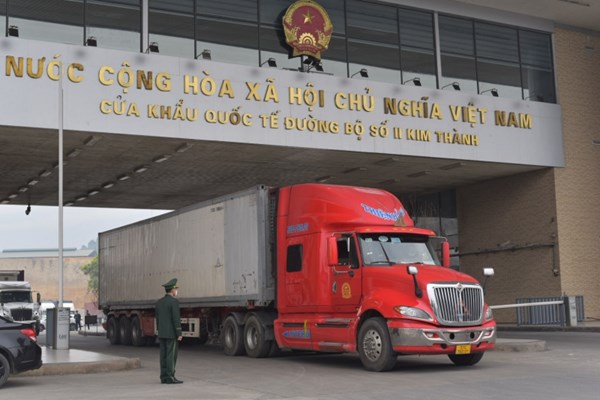 NƯỚC CỘNG HÒA XÃ HỘI CHỦ NGHĨA VIỆT NAM
CỬA KHẨU QUỐC TẾ ĐƯỜNG BỘ SỐ II KIM THÀNH